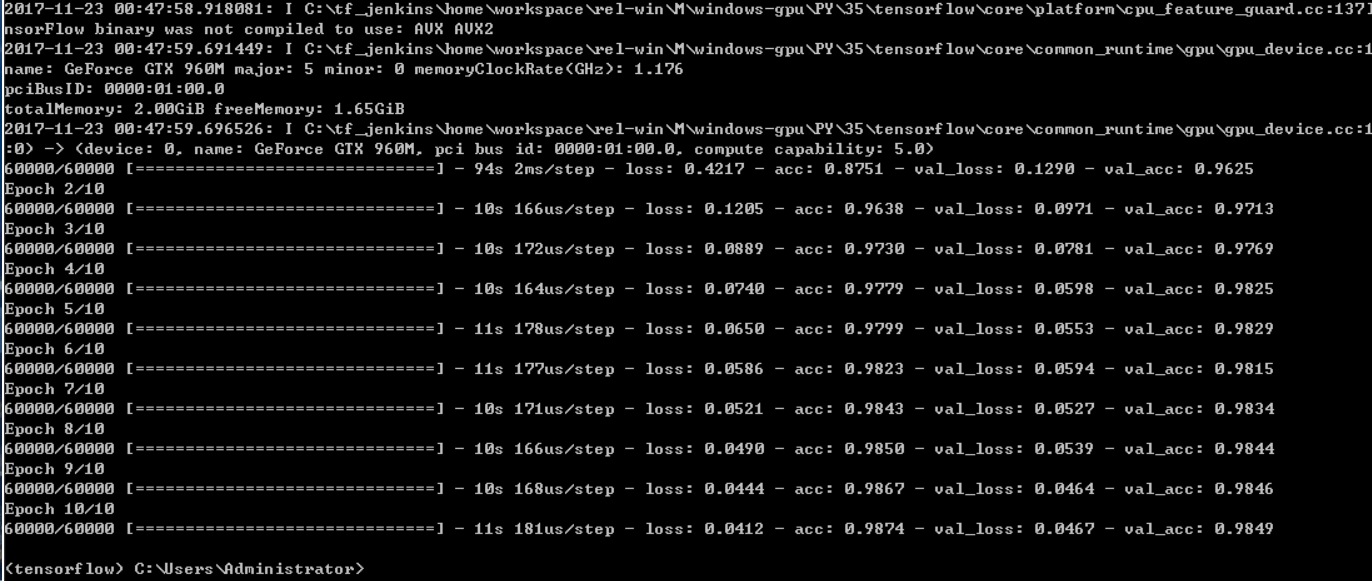 2017-11-23 00:47:58.918081: I C:\tf_jenkins\home\workspace\rel-win\M\windows-gpu\PY\35\tensorflow\core\platform\cpu_feature_guard.cc:137]
nsorFlow binary was not compiled to use: AVX AVX2
2017-11-23 00:47:59.691449: I C:\tf_jenkins\home\workspace\rel-win\M\windows-gpu\PY\35\tensorflow\core\common_runtime\gpu\gpu_device.cc:1
name: GeForce GTX 960M major: 5 minor: 0 memoryClockRate(GHz): 1.176
pciBusID: 0000:01:00.0
totalMemory: 2.00GiB freeMemory: 1.65GiB
2017-11-23 00:47:59.696526: I C:\tf_jenkins\home\workspace\rel-win\M\windows-gpu\PY\35\tensorflow\core\common_runtime\gpu\gpu_device.cc:1
:0) -> (device: 0, name: GeForce GTX 960M, pci bus id: 0000:01:00.0, compute capability: 5.0)
60000/60000 [==============================] - 94s 2ms/step - loss: 0.4217 - acc: 0.8751 - val_loss: 0.1290 - val_acc: 0.9625
Epoch 2/10
60000/60000 [==============================] - 10s 166us/step - loss: 0.1205 - acc: 0.9638 - val_loss: 0.0971 - val_acc: 0.9713
Epoch 3/10
60000/60000 [==============================] - 10s 172us/step - loss: 0.0889 - acc: 0.9730 - val_loss: 0.0781 - val_acc: 0.9769
Epoch 4/10
60000/60000 [==============================] - 10s 164us/step - loss: 0.0740 - acc: 0.9779 - val_loss: 0.0598 - val_acc: 0.9825
Epoch 5/10
60000/60000 [==============================] - 11s 178us/step - loss: 0.0650 - acc: 0.9799 - val_loss: 0.0553 - val_acc: 0.9829
Epoch 6/10
60000/60000 [==============================] - 11s 177us/step - loss: 0.0586 - acc: 0.9823 - val_loss: 0.0594 - val_acc: 0.9815
Epoch 7/10
60000/60000 [==============================] - 10s 171us/step - loss: 0.0521 - acc: 0.9843 - val_loss: 0.0527 - val_acc: 0.9834
Epoch 8/10
60000/60000 [==============================] - 10s 166us/step - loss: 0.0490 - acc: 0.9850 - val_loss: 0.0539 - val_acc: 0.9844
Epoch 9/10
60000/60000 [==============================] - 10s 168us/step - loss: 0.0444 - acc: 0.9867 - val_loss: 0.0464 - val_acc: 0.9846
Epoch 10/10
60000/60000 [==============================] - 11s 181us/step - loss: 0.0412 - acc: 0.9874 - val_loss: 0.0467 - val_acc: 0.9849
(tensorflow) C:\Users\Administrator>